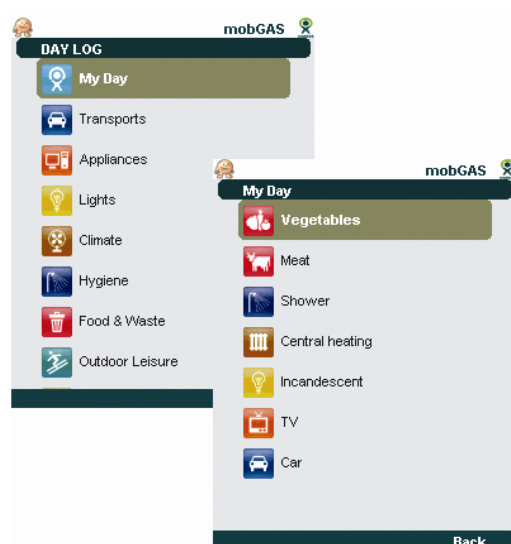 mobGAS
DAY LOG
My Day
Transports
Appliances
Lights
Climate
Hygiene
Food & Waste
Outdoor Leisure
mobGAS
My Day
Vegetables
Meat
Shower
Central heating
Incandescent
TV
Car
Back